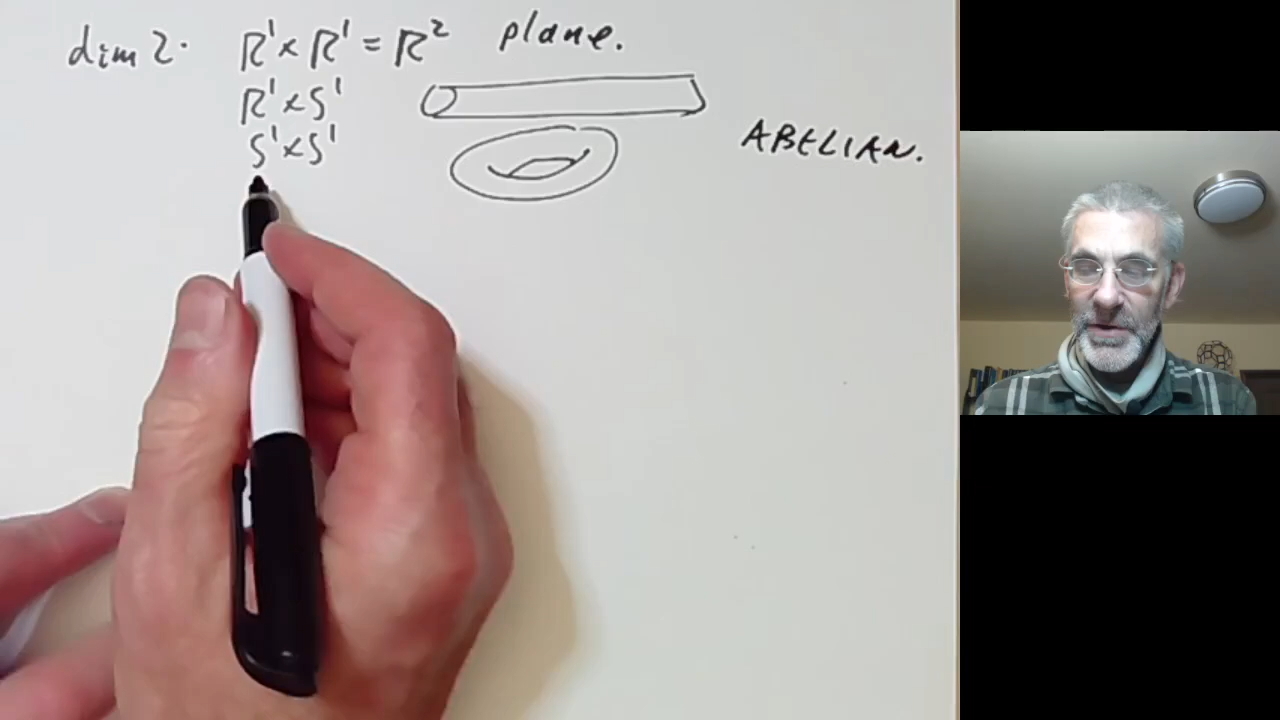 dim 2. R¹ × R¹ = R² plane.
R¹ × S¹
S¹ × S¹
ABELIAN.